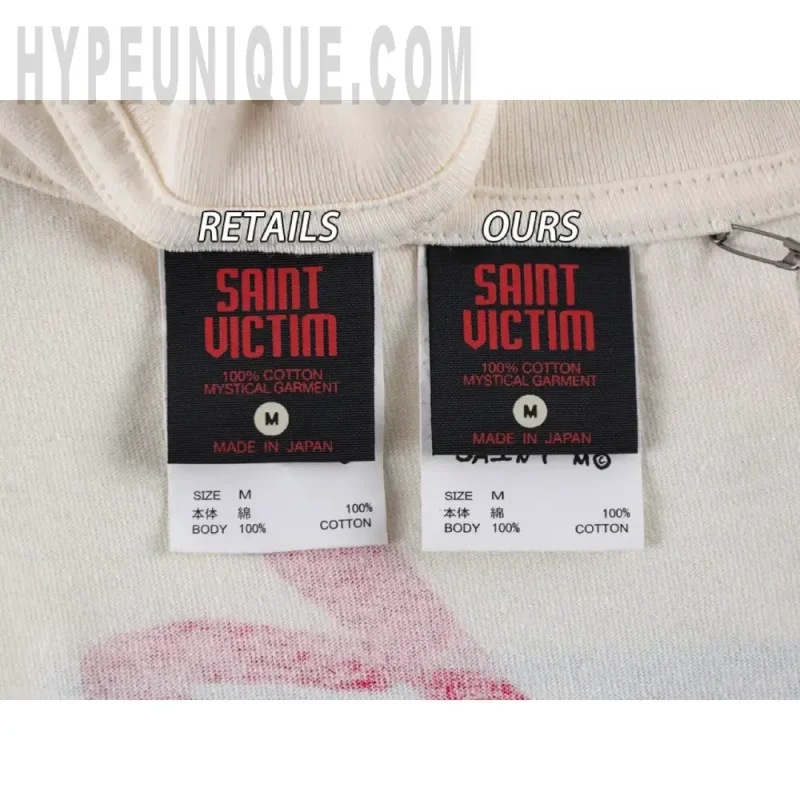 HYPEUNIQUE.COM
RETAILS
OURS
SAINT
VICTIM
100% COTTON
MYSTICAL GARMENT
M
MADE IN JAPAN
SIZE M
本体 綿 100%
BODY 100% COTTON
SAINT
VICTIM
100% COTTON
MYSTICAL GARMENT
M
MADE IN JAPAN
SAINT M©
SIZE M
本体 綿 100%
BODY 100% COTTON